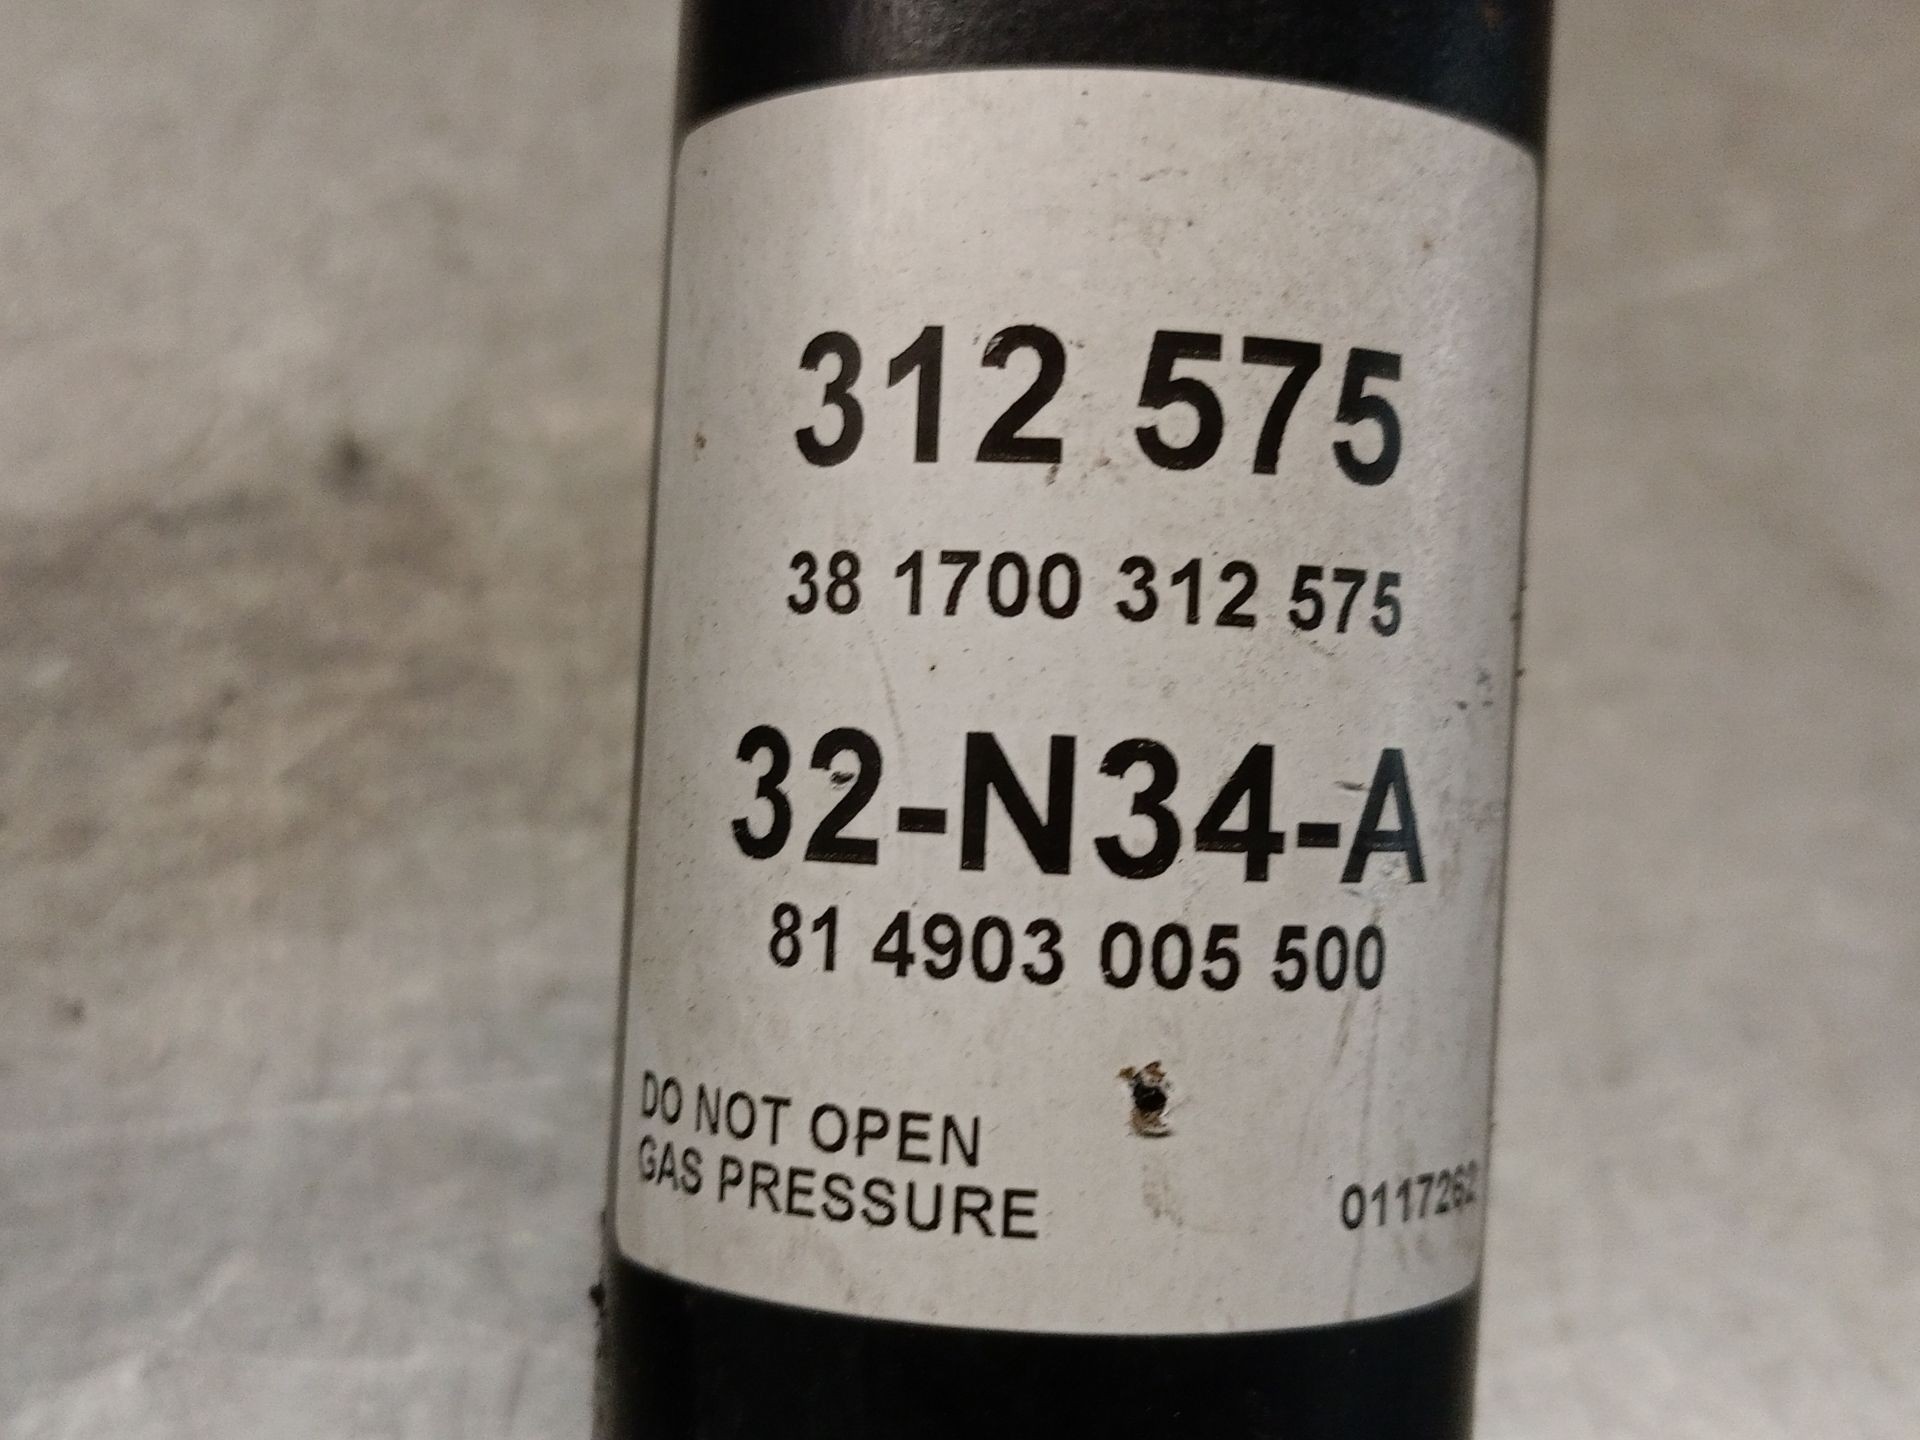 312 575
38 1700 312 575
32-N34-A
81 4903 005 500
DO NOT OPEN
GAS PRESSURE
0117262